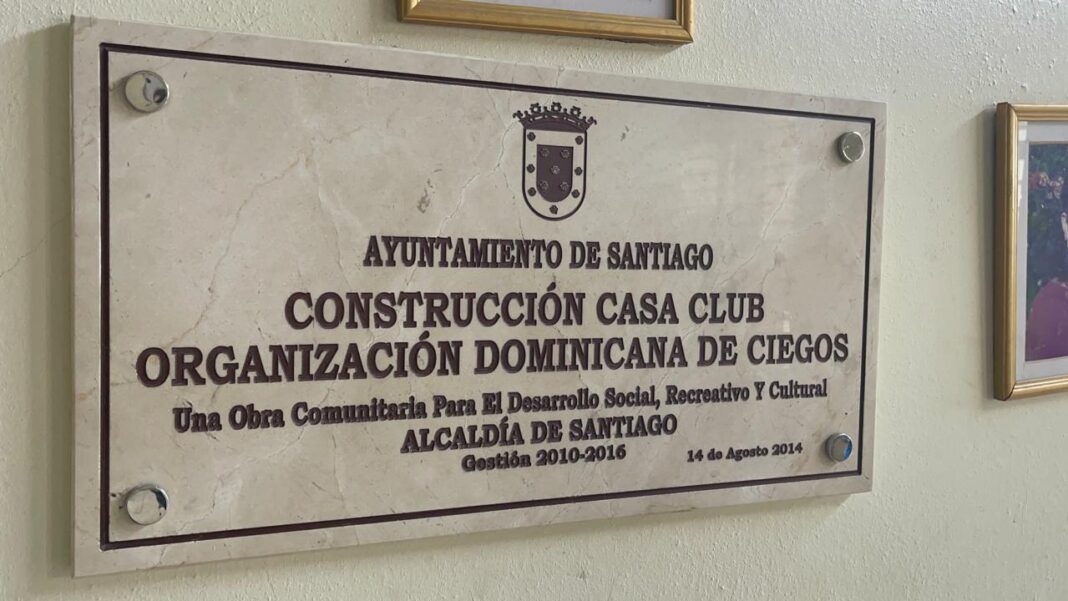 AYUNTAMIENTO DE SANTIAGO
CONSTRUCCIÓN CASA CLUB
ORGANIZACIÓN DOMINICANA DE CIEGOS
Una Obra Comunitaria Para El Desarrollo Social, Recreativo Y Cultural
ALCALDÍA DE SANTIAGO
Gestión 2010-2016
14 de Agosto 2014